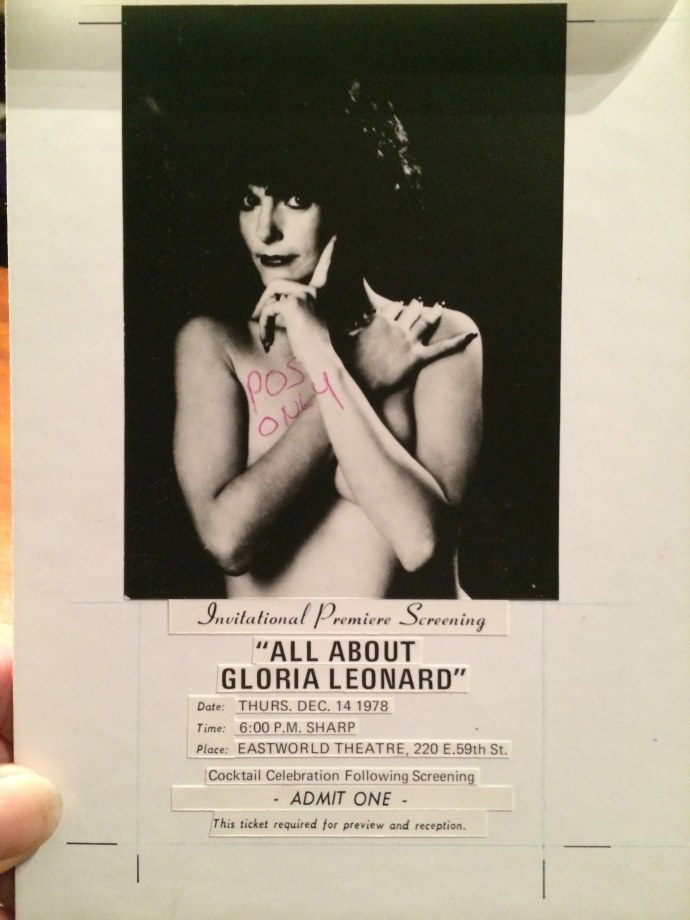 POS
ONLY
Invitational Premiere Screening
"ALL ABOUT
GLORIA LEONARD"
Date: THURS. DEC. 14 1978
Time: 6:00 P.M. SHARP
Place: EASTWORLD THEATRE, 220 E.59th St.
Cocktail Celebration Following Screening
- ADMIT ONE -
This ticket required for preview and reception.